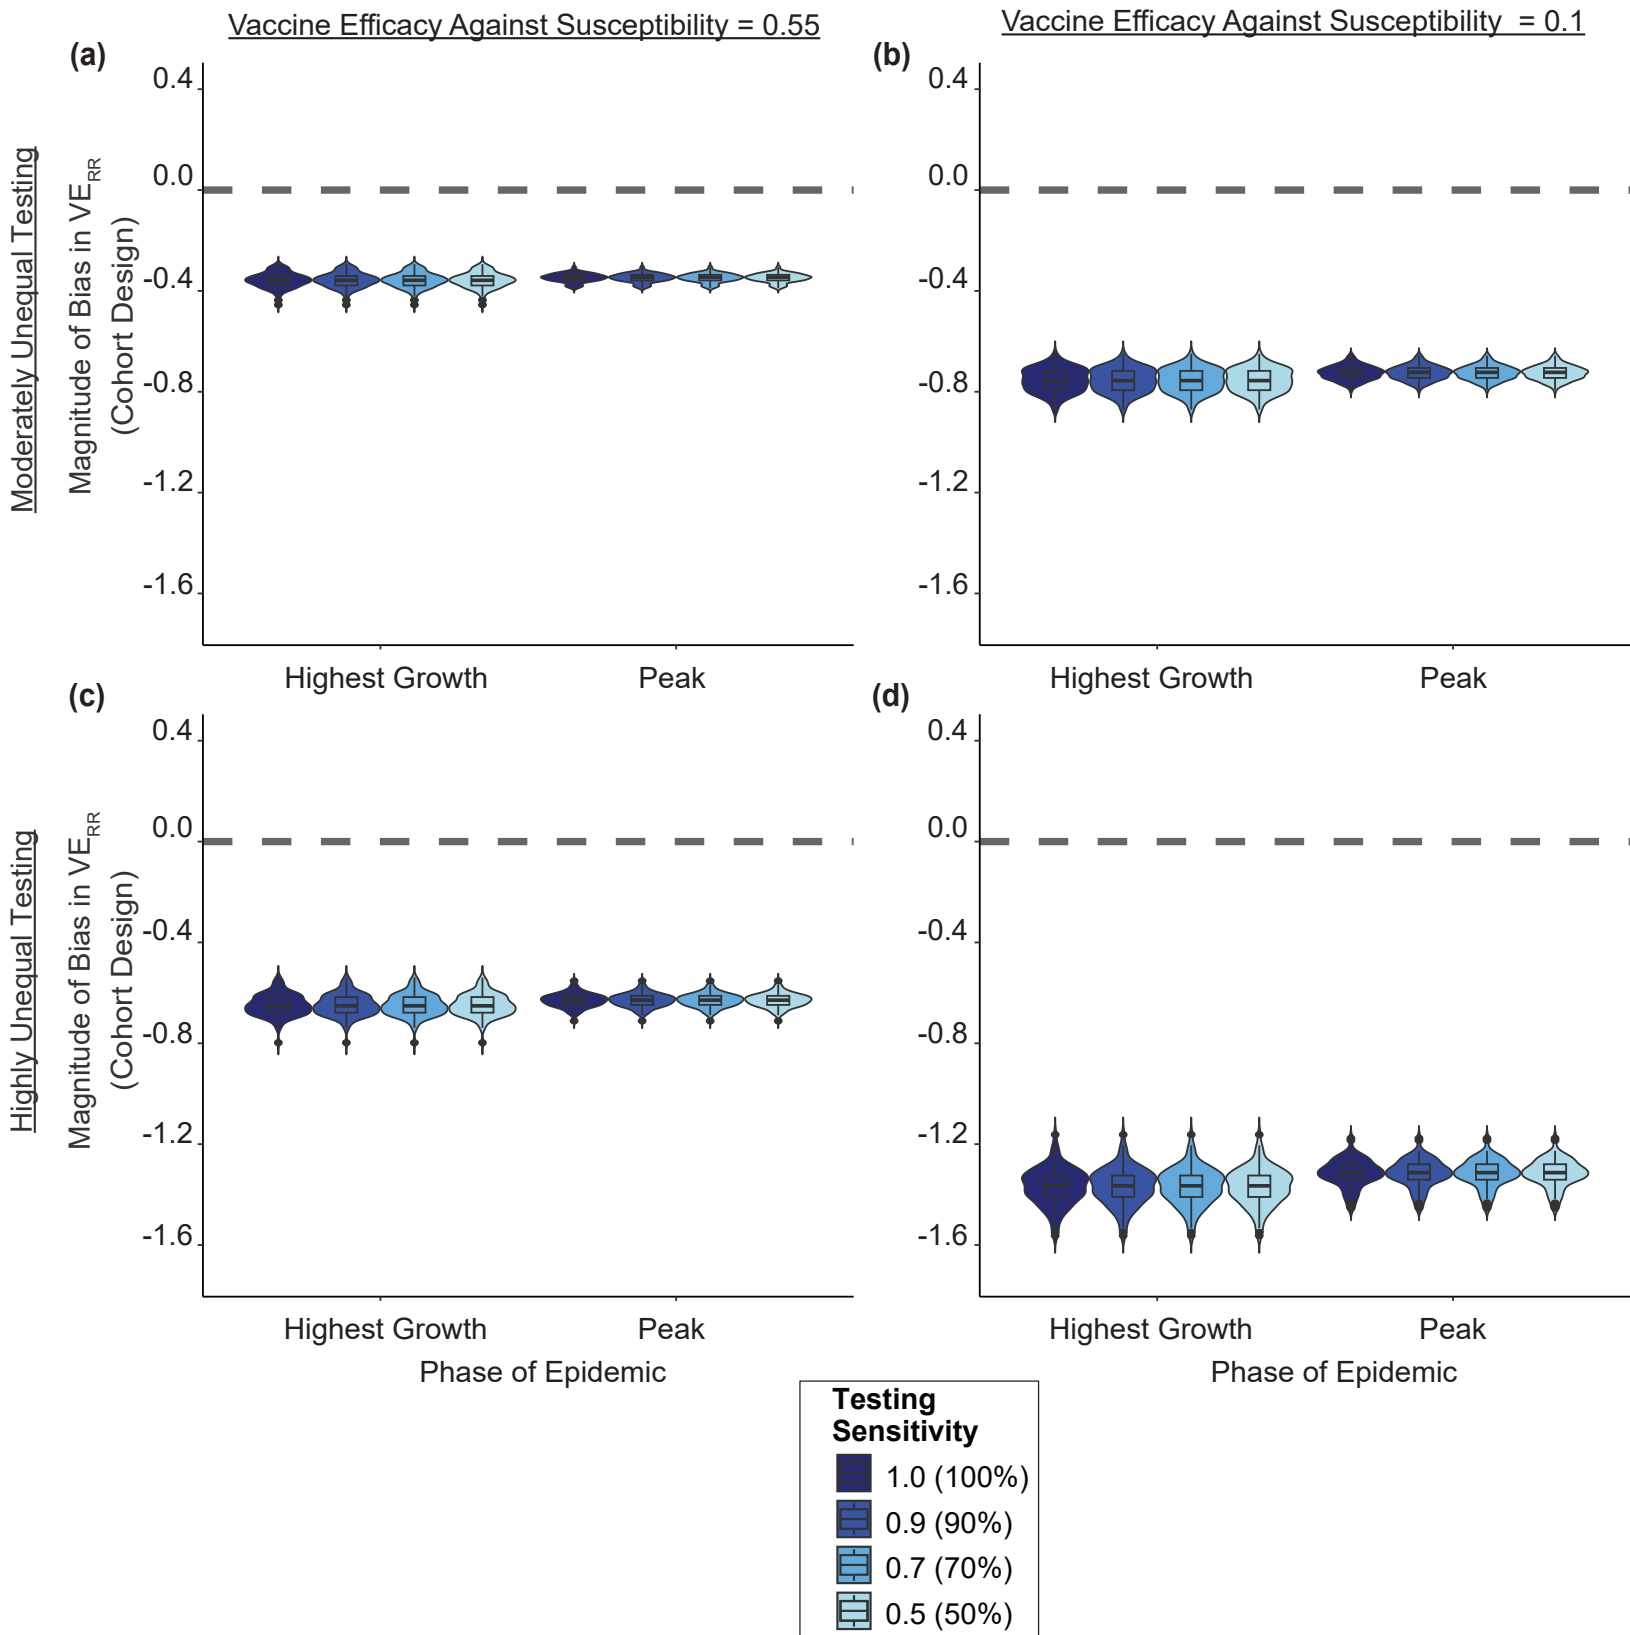 Vaccine Efficacy Against Susceptibility = 0.55
Vaccine Efficacy Against Susceptibility = 0.1
(a)
(b)
Moderately Unequal Testing
Magnitude of Bias in VE_RR
(Cohort Design)
0.4
0.0
-0.4
-0.8
-1.2
-1.6
Highest Growth
Peak
0.4
0.0
-0.4
-0.8
-1.2
-1.6
Highest Growth
Peak
(c)
(d)
Highly Unequal Testing
Magnitude of Bias in VE_RR
(Cohort Design)
0.4
0.0
-0.4
-0.8
-1.2
-1.6
Highest Growth
Peak
Phase of Epidemic
0.4
0.0
-0.4
-0.8
-1.2
-1.6
Highest Growth
Peak
Phase of Epidemic
Testing
Sensitivity
1.0 (100%)
0.9 (90%)
0.7 (70%)
0.5 (50%)